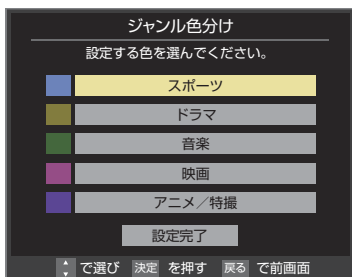 ジャンル色分け
設定する色を選んでください。
スポーツ
ドラマ
音楽
映画
アニメ／特撮
設定完了
で選び 決定 を押す 戻る で前画面